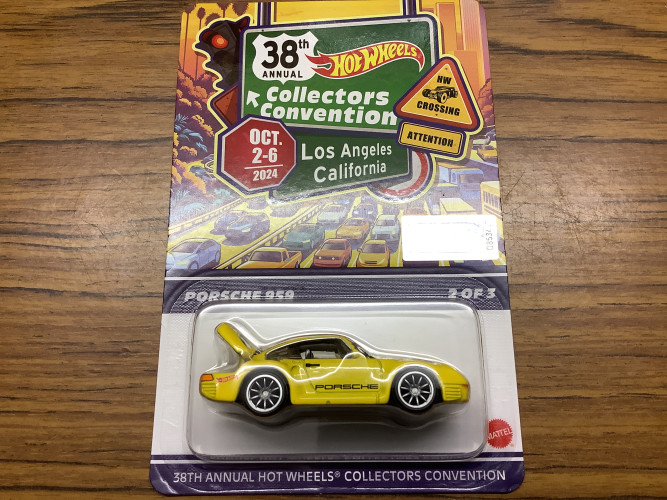 38th
ANNUAL
HOT WHEELS
Collectors
Convention
HW
CROSSING
ATTENTION
OCT.
2-6
2024
Los Angeles
California
PORSCHE 959
2 OF 3
PORSCHE
MATTEL
38TH ANNUAL HOT WHEELS® COLLECTORS CONVENTION